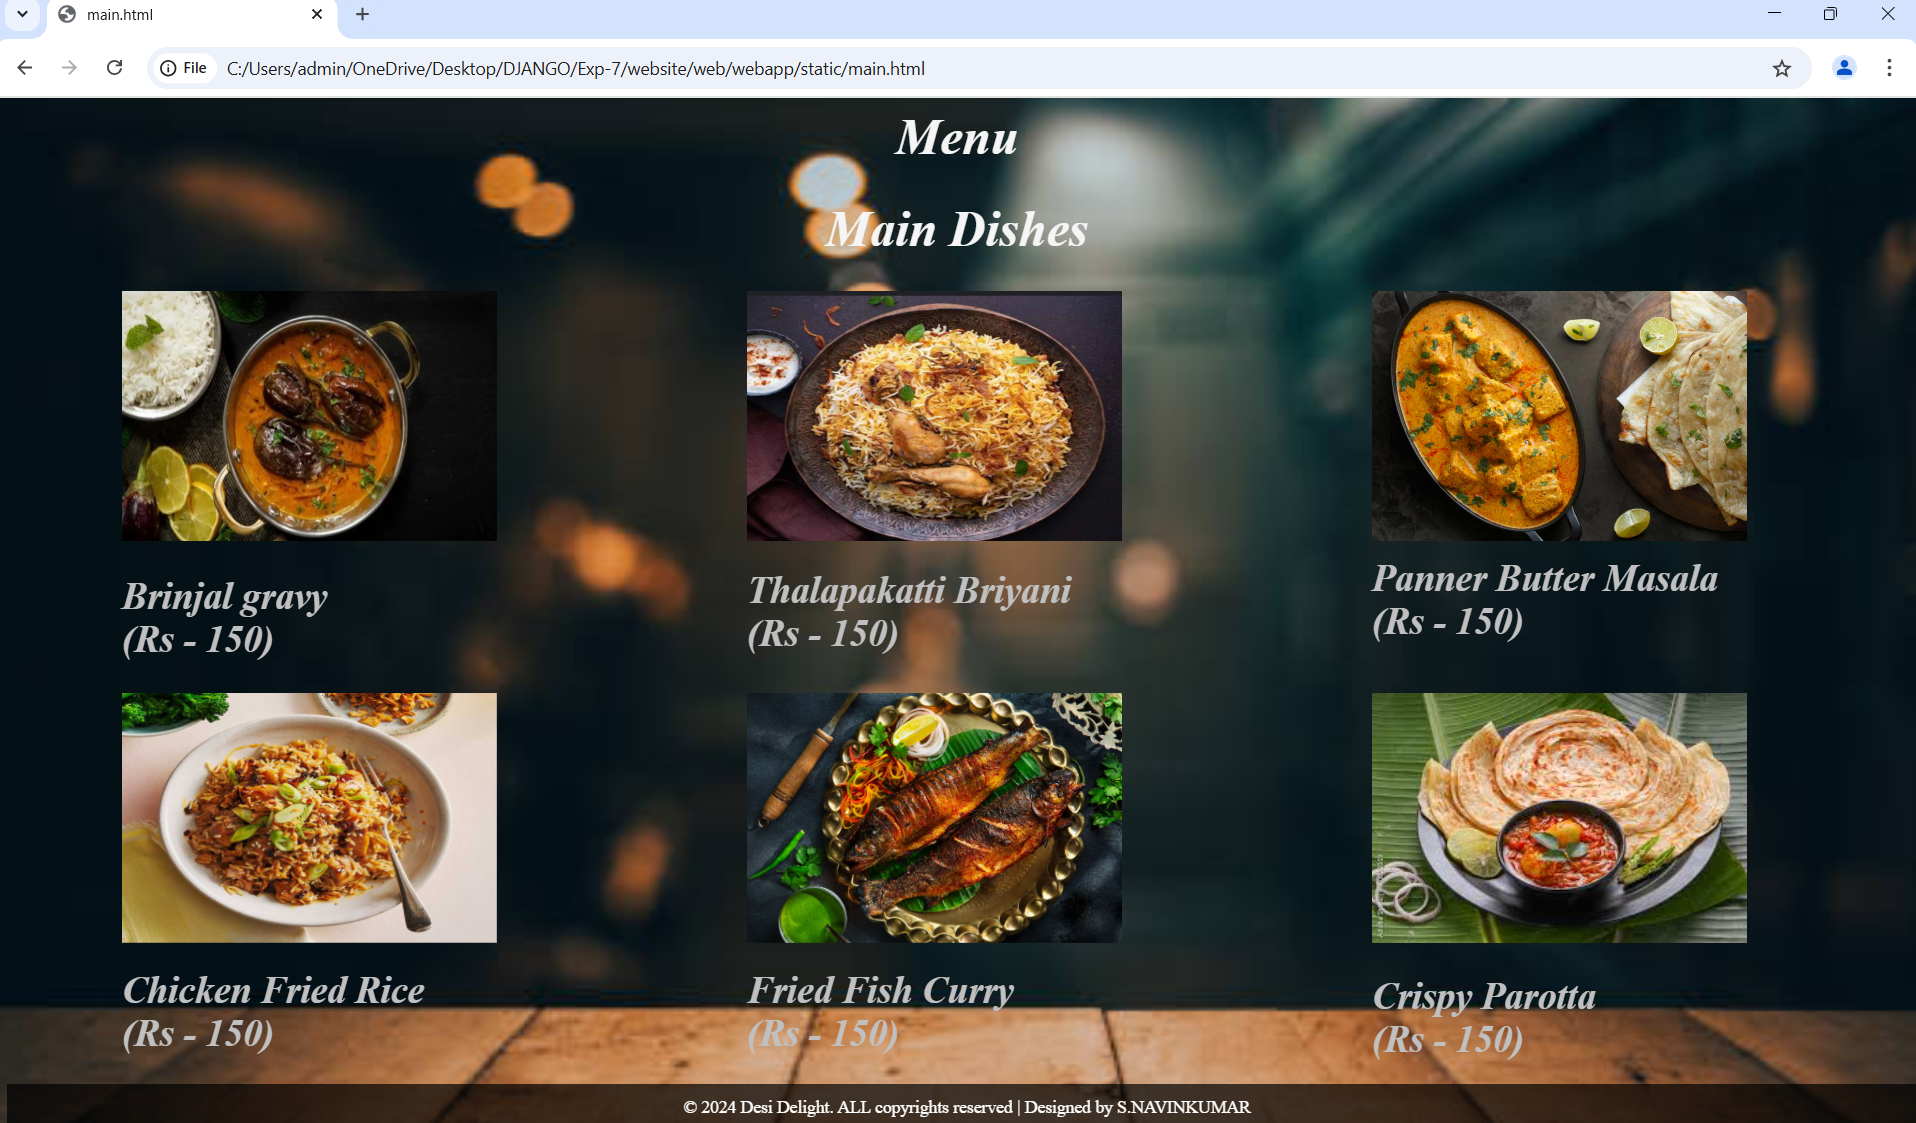 main.html
File
C:/Users/admin/OneDrive/Desktop/DJANGO/Exp-7/website/web/webapp/static/main.html
Menu
Main Dishes
Brinjal gravy
(Rs - 150)
Thalapakatti Briyani
(Rs - 150)
Panner Butter Masala
(Rs - 150)
Chicken Fried Rice
(Rs - 150)
Fried Fish Curry
(Rs - 150)
Crispy Parotta
(Rs - 150)
© 2024 Desi Delight. ALL copyrights reserved | Designed by S.NAVINKUMAR